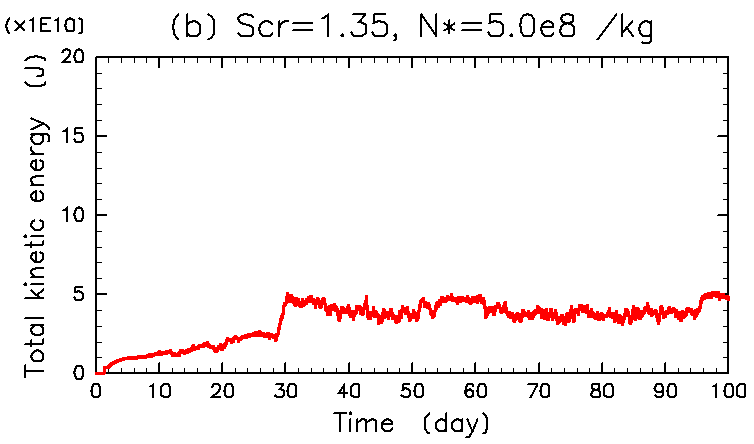 (×1E10)
(b) Scr=1.35, N*=5.0e8 /kg
Total kinetic energy (J)
20
15
10
5
0
0 10 20 30 40 50 60 70 80 90 100
Time (day)